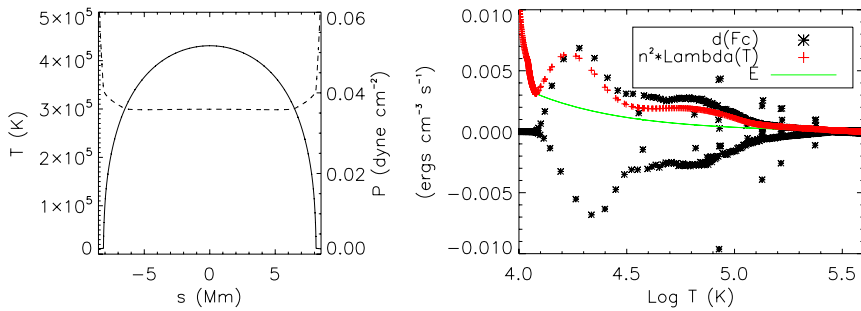 5×10⁵
4×10⁵
3×10⁵
2×10⁵
1×10⁵
0
T (K)
-5
0
5
s (Mm)
0.06
0.04
0.02
0.00
P (dyne cm⁻²)
0.010
0.005
0.000
-0.005
-0.010
(ergs cm⁻³ s⁻¹)
d(Fc)
n²*Lambda(T)
E
4.0
4.5
5.0
5.5
Log T (K)